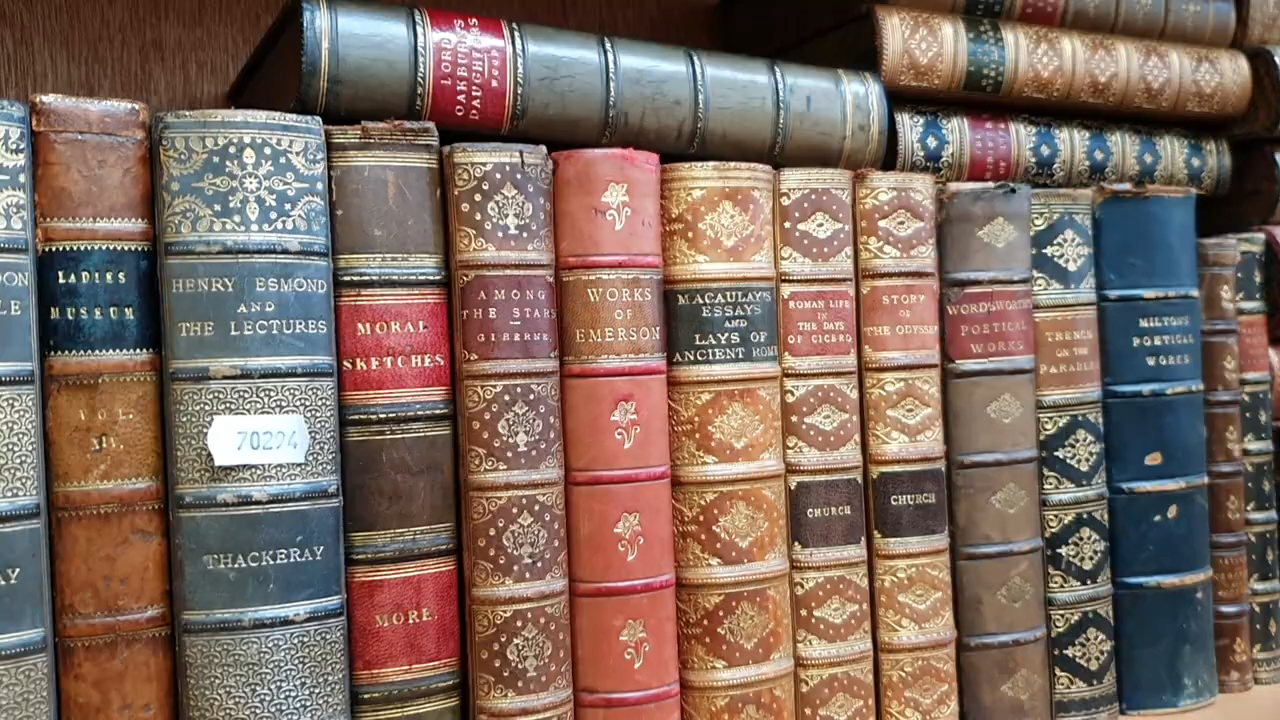 LORD
OAKBURN'S
DAUGHTERS
WOOD
LADIES
MUSEUM
VOL.
HENRY ESMOND
AND
THE LECTURES
70294
THACKERAY
MORAL
SKETCHES
MORE.
AMONG
THE STARS
GIBERNE.
WORKS
OF
EMERSON
MACAULAY'S
ESSAYS
AND
LAYS OF
ANCIENT ROME
ROMAN LIFE
IN THE DAYS
OF CICERO
CHURCH
STORY
OF
THE ODYSSEY
CHURCH
WORDSWORTH'S
POETICAL
WORKS
TRENCH
ON THE
PARABLES
MILTON'S
POETICAL
WORKS